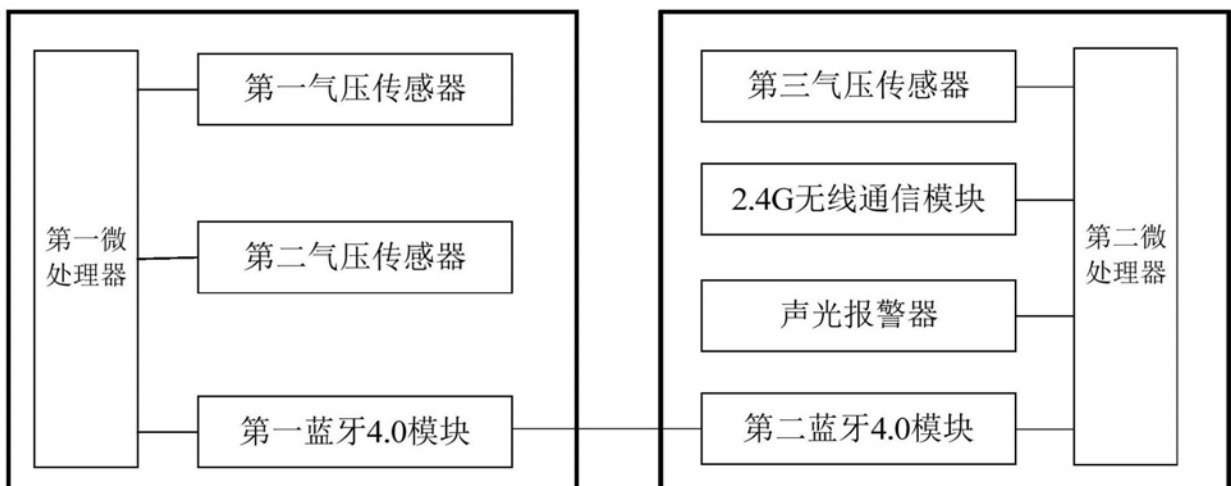 第一微
处理器
第一气压传感器
第二气压传感器
第一蓝牙4.0模块
第三气压传感器
2.4G无线通信模块
声光报警器
第二蓝牙4.0模块
第二微
处理器